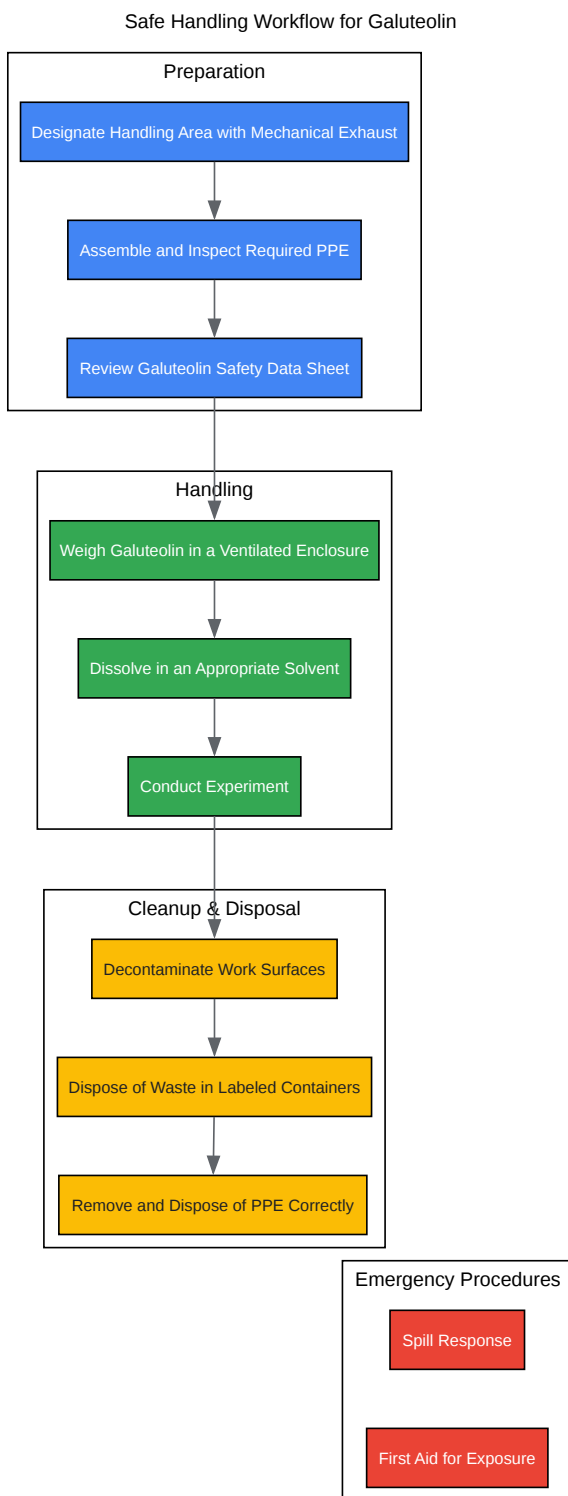 Safe Handling Workflow for Galuteolin
Preparation
Designate Handling Area with Mechanical Exhaust
Assemble and Inspect Required PPE
Review Galuteolin Safety Data Sheet
Handling
Weigh Galuteolin in a Ventilated Enclosure
Dissolve in an Appropriate Solvent
Conduct Experiment
Cleanup & Disposal
Decontaminate Work Surfaces
Dispose of Waste in Labeled Containers
Remove and Dispose of PPE Correctly
Emergency Procedures
Spill Response
First Aid for Exposure